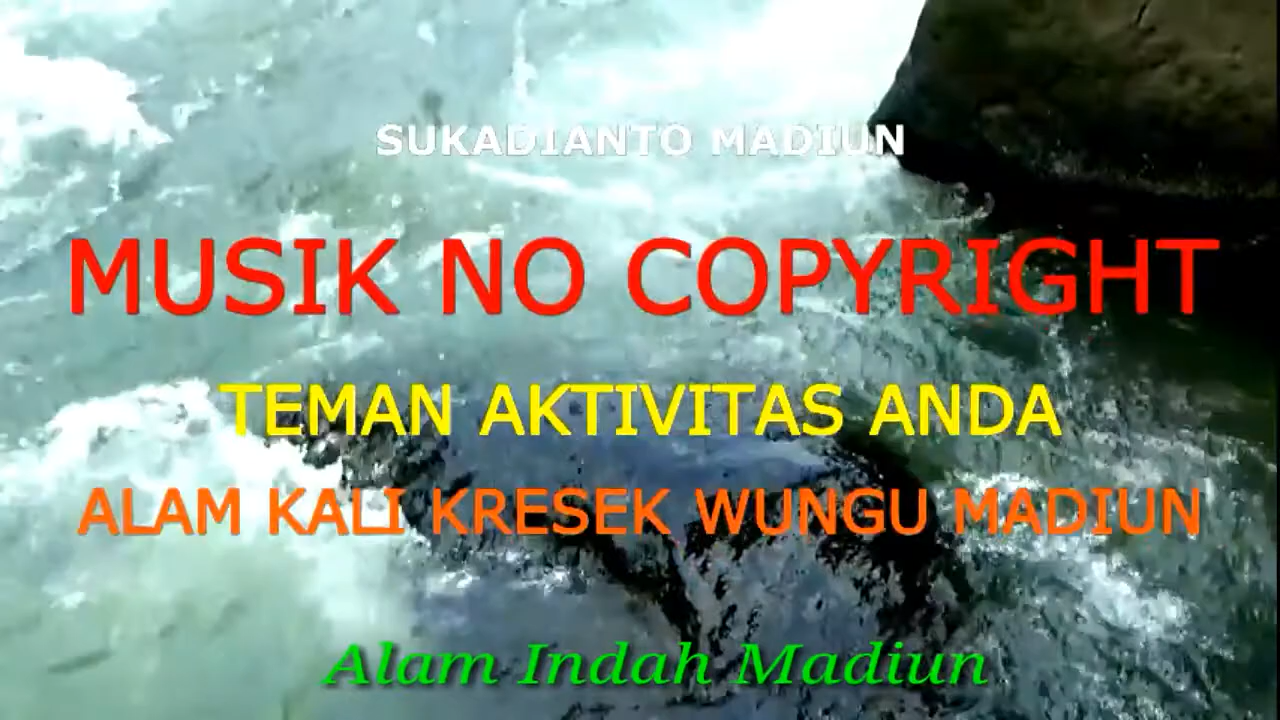 SUKADIANTO MADIUN
MUSIK NO COPYRIGHT
TEMAN AKTIVITAS ANDA
ALAM KALI KRESEK WUNGU MADIUN
Alam Indah Madiun